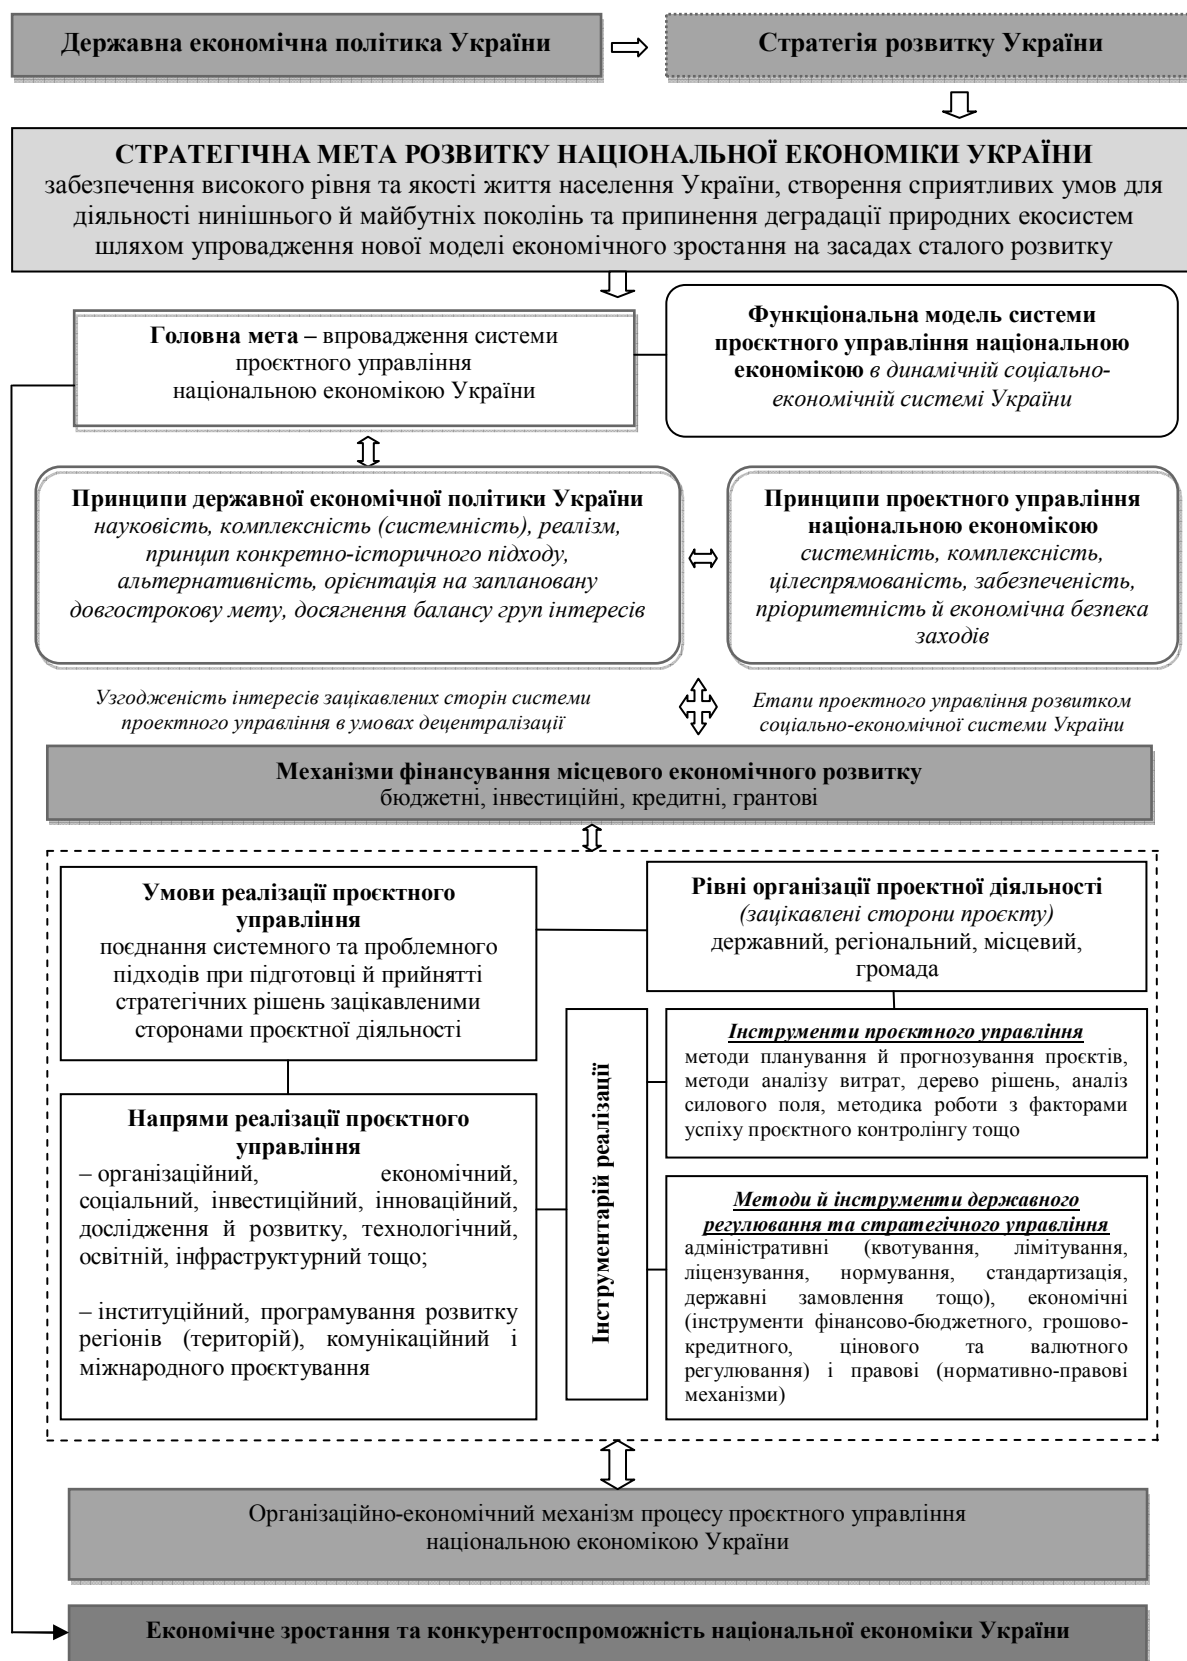 Державна економічна політика України
Стратегія розвитку України
СТРАТЕГІЧНА МЕТА РОЗВИТКУ НАЦІОНАЛЬНОЇ ЕКОНОМІКИ УКРАЇНИ
забезпечення високого рівня та якості життя населення України, створення сприятливих умов для
діяльності нинішнього й майбутніх поколінь та припинення деградації природних екосистем
шляхом упровадження нової моделі економічного зростання на засадах сталого розвитку
Головна мета – впровадження системи
проєктного управління
національною економікою України
Функціональна модель системи
проєктного управління національною
економікою в динамічній соціально-
економічній системі України
Принципи державної економічної політики України
науковість, комплексність (системність), реалізм,
принцип конкретно-історичного підходу,
альтернативність, орієнтація на заплановану
довгострокову мету, досягнення балансу груп інтересів
Принципи проектного управління
національною економікою
системність, комплексність,
цілеспрямованість, забезпеченість,
пріоритетність й економічна безпека
заходів
Узгодженість інтересів зацікавлених сторін системи
проектного управління в умовах децентралізації
Етапи проектного управління розвитком
соціально-економічної системи України
Механізми фінансування місцевого економічного розвитку
бюджетні, інвестиційні, кредитні, грантові
Умови реалізації проєктного
управління
поєднання системного та проблемного
підходів при підготовці й прийнятті
стратегічних рішень зацікавленими
сторонами проєктної діяльності
Рівні організації проектної діяльності
(зацікавлені сторони проєкту)
державний, регіональний, місцевий,
громада
Напрями реалізації проєктного
управління
– організаційний, економічний,
соціальний, інвестиційний, інноваційний,
дослідження й розвитку, технологічний,
освітній, інфраструктурний тощо;
– інституційний, програмування розвитку
регіонів (територій), комунікаційний і
міжнародного проєктування
Інструментарій реалізації
Інструменти проєктного управління
методи планування й прогнозування проєктів,
методи аналізу витрат, дерево рішень, аналіз
силового поля, методика роботи з факторами
успіху проєктного контролінгу тощо
Методи й інструменти державного
регулювання та стратегічного управління
адміністративні (квотування, лімітування,
ліцензування, нормування, стандартизація,
державні замовлення тощо), економічні
(інструменти фінансово-бюджетного, грошово-
кредитного, цінового та валютного
регулювання) і правові (нормативно-правові
механізми)
Організаційно-економічний механізм процесу проєктного управління
національною економікою України
Економічне зростання та конкурентоспроможність національної економіки України